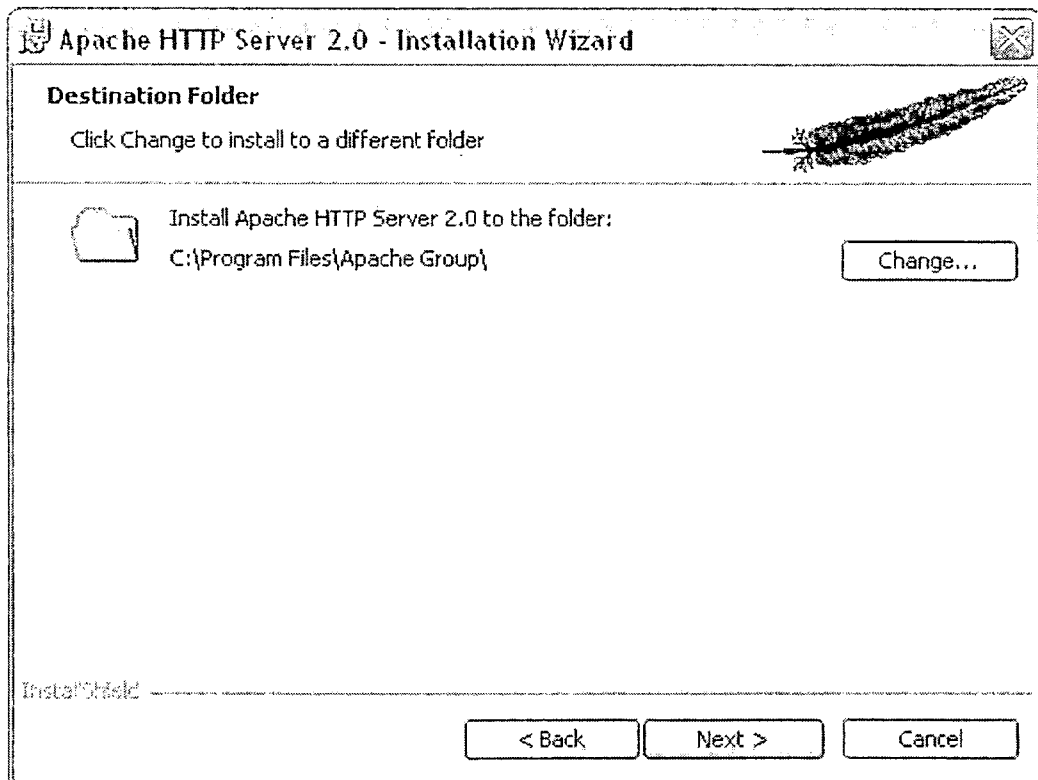 Apache HTTP Server 2.0 - Installation Wizard
Destination Folder
Click Change to install to a different folder
Install Apache HTTP Server 2.0 to the folder:
C:\Program Files\Apache Group\
Change...
InstallShield
< Back Next > Cancel